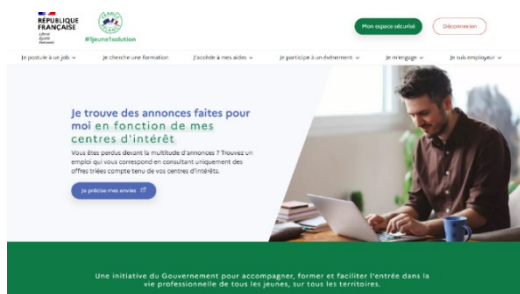 RÉPUBLIQUE
FRANÇAISE
Liberté
Égalité
Fraternité
#1jeune1solution
Mon espace sécurisé
Déconnexion
Je postule à un job
Je cherche une formation
J'accède à mes aides
Je participe à un événement
Je m'engage
Je suis employeur
Je trouve des annonces faites pour
moi en fonction de mes
centres d'intérêt
Vous êtes perdus devant la multitude d'annonces ? Trouvez un
emploi qui vous correspond en consultant uniquement des
offres triées compte tenu de vos centres d'intérêts.
Je précise mes envies
Une initiative du Gouvernement pour accompagner, former et faciliter l'entrée dans la
vie professionnelle de tous les jeunes, sur tous les territoires.